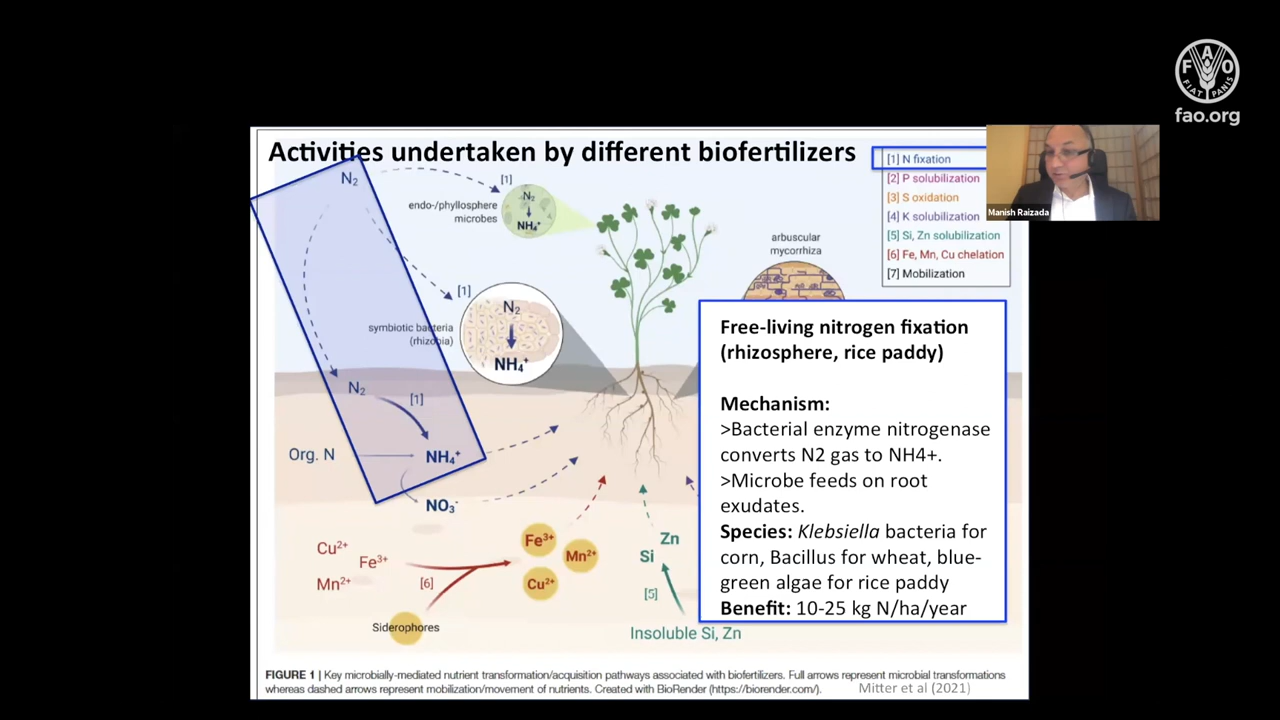 FAO
FIAT PANIS
fao.org
Activities undertaken by different biofertilizers
[1] N fixation
[2] P solubilization
[3] S oxidation
[4] K solubilization
[5] Si, Zn solubilization
[6] Fe, Mn, Cu chelation
[7] Mobilization
Manish Raizada
N₂
[1]
endo-/phyllosphere
microbes
N₂
NH₄⁺
arbuscular
mycorrhiza
[1]
symbiotic bacteria
(rhizobia)
N₂
NH₄⁺
N₂
[1]
Org. N
NH₄⁺
NO₃⁻
Cu²⁺
Fe³⁺
Mn²⁺
[6]
Siderophores
Fe³⁺
Mn²⁺
Cu²⁺
Zn
Si
[5]
Insoluble Si, Zn
Free-living nitrogen fixation
(rhizosphere, rice paddy)
Mechanism:
>Bacterial enzyme nitrogenase
converts N2 gas to NH4+.
>Microbe feeds on root
exudates.
Species: Klebsiella bacteria for
corn, Bacillus for wheat, blue-
green algae for rice paddy
Benefit: 10-25 kg N/ha/year
FIGURE 1 | Key microbially-mediated nutrient transformation/acquisition pathways associated with biofertilizers. Full arrows represent microbial transformations
whereas dashed arrows represent mobilization/movement of nutrients. Created with BioRender (https://biorender.com/).
Mitter et al (2021)